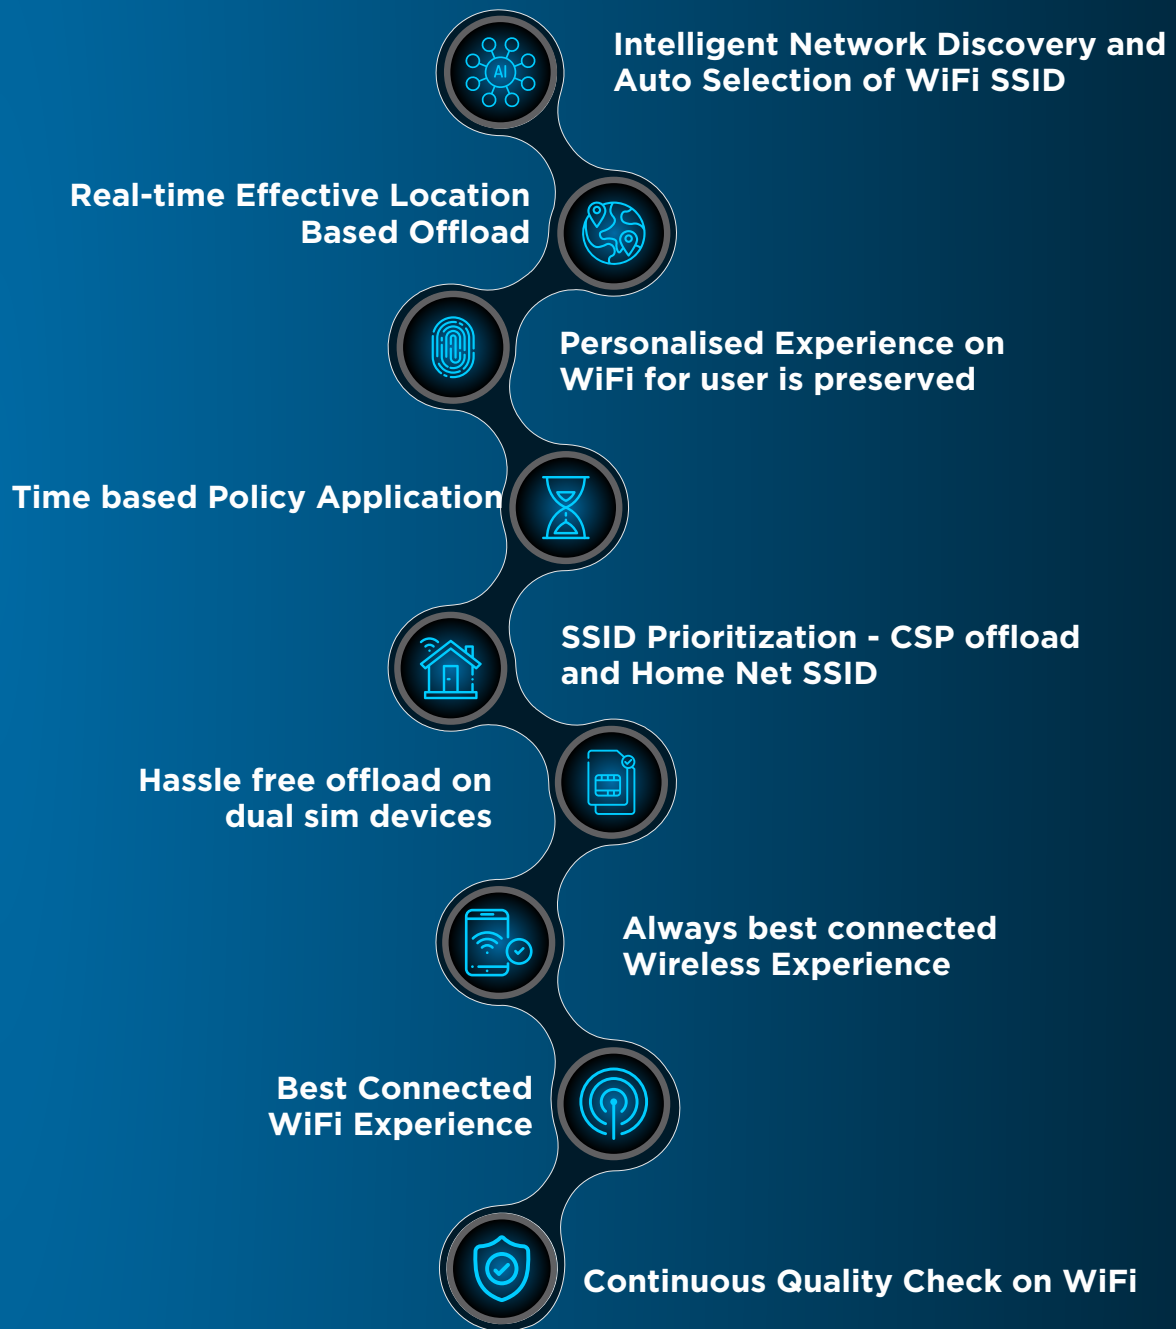 AI
Intelligent Network Discovery and
Auto Selection of WiFi SSID
Real-time Effective Location
Based Offload
Personalised Experience on
WiFi for user is preserved
Time based Policy Application
SSID Prioritization - CSP offload
and Home Net SSID
Hassle free offload on
dual sim devices
Always best connected
Wireless Experience
Best Connected
WiFi Experience
Continuous Quality Check on WiFi